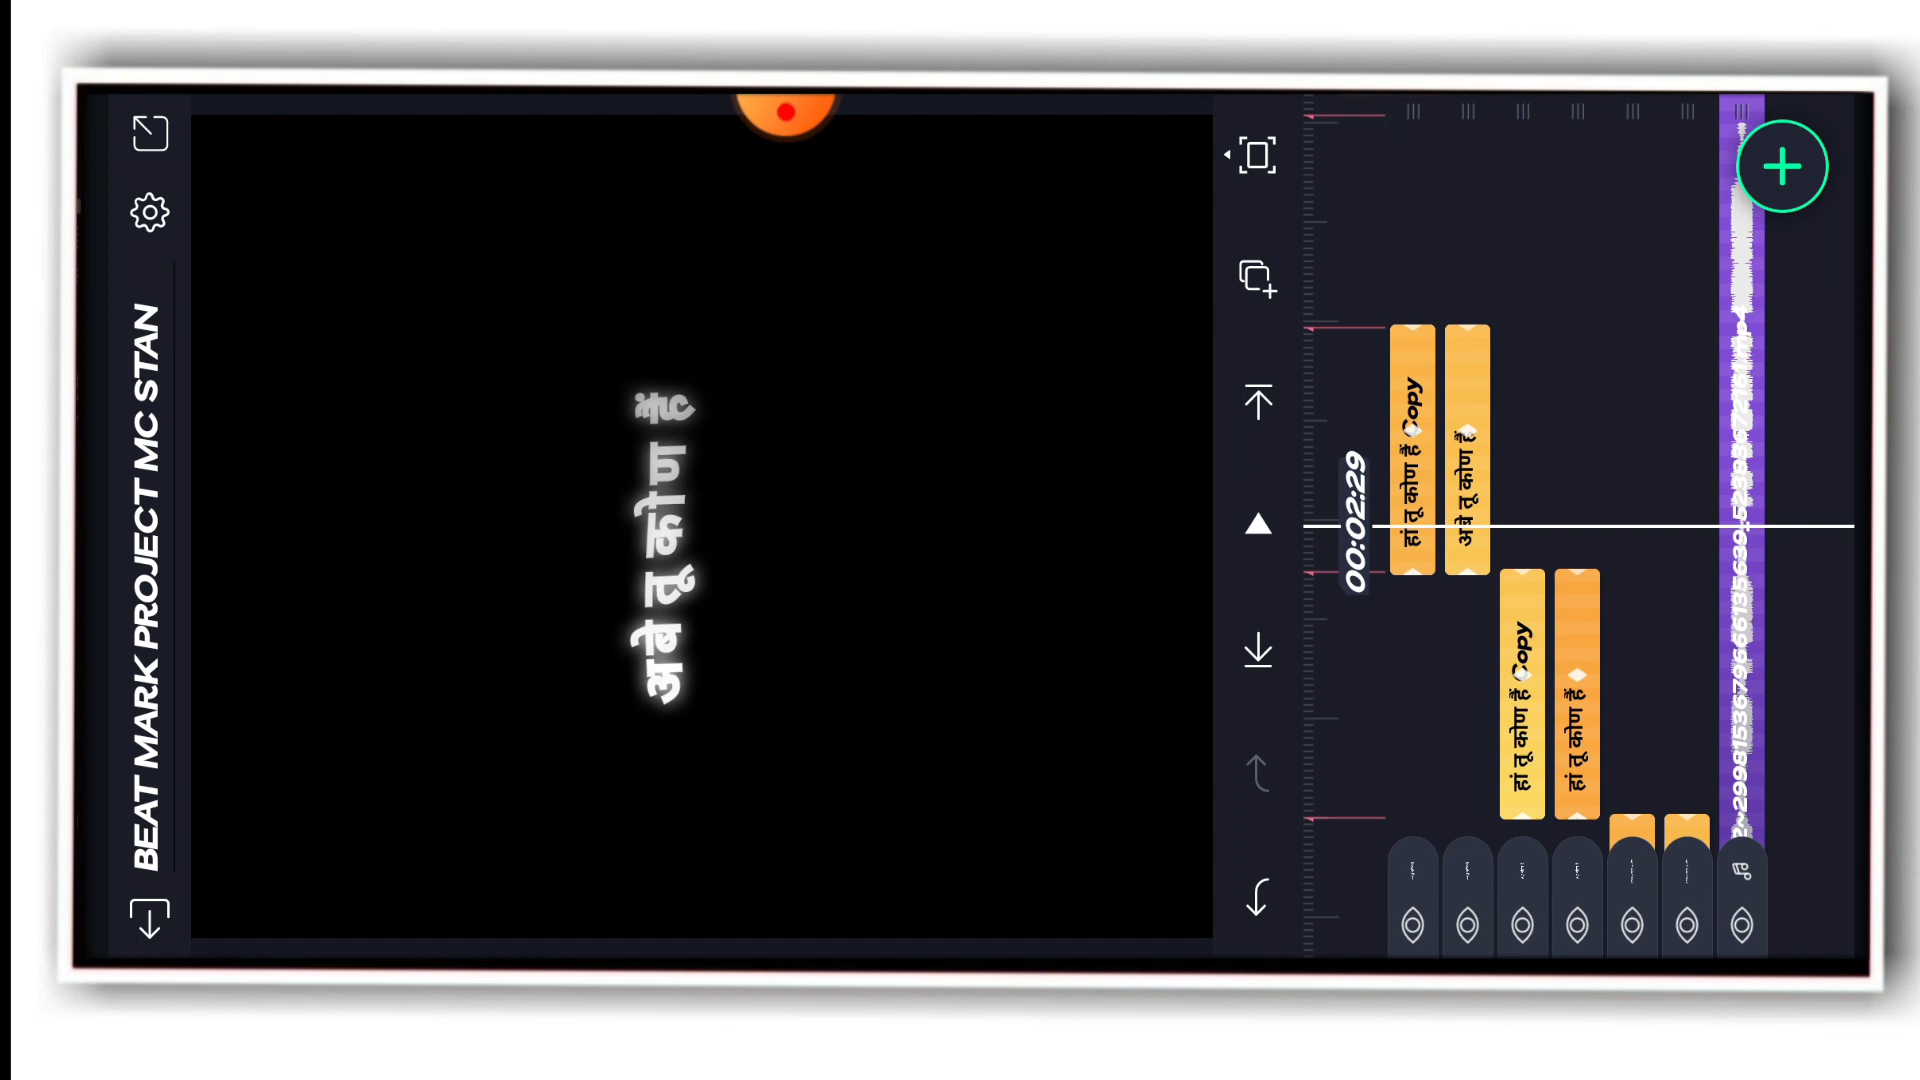 BEAT MARK PROJECT MC STAN
अबे तू कोण हैं
00:02:29
हां तू कोण हैं Copy
अबे तू कोण हैं
हां तू कोण हैं Copy
हां तू कोण हैं